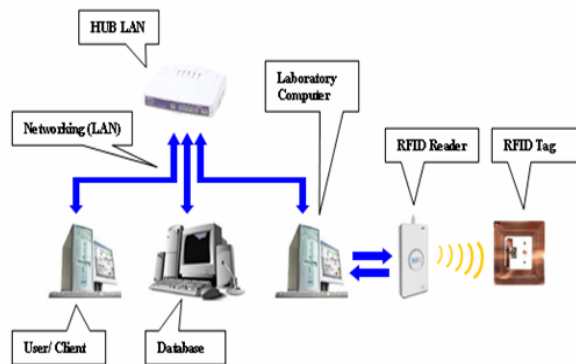 HUB LAN
Laboratory
Computer
Networking (LAN)
RFID Reader
RFID Tag
User/ Client
Database